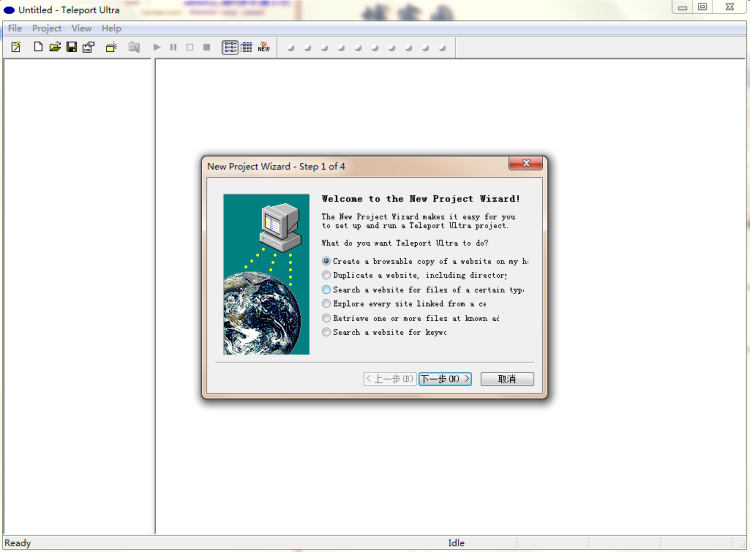 Untitled - Teleport Ultra
File Project View Help
NEW
New Project Wizard - Step 1 of 4
Welcome to the New Project Wizard!
The New Project Wizard makes it easy for you
to set up and run a Teleport Ultra project.
What do you want Teleport Ultra to do?
Create a browsable copy of a website on my h
Duplicate a website, including directory
Search a website for files of a certain type
Explore every site linked from a ce
Retrieve one or more files at known ad
Search a website for keywo
< 上一步(B) 下一步(N) > 取消
Ready Idle